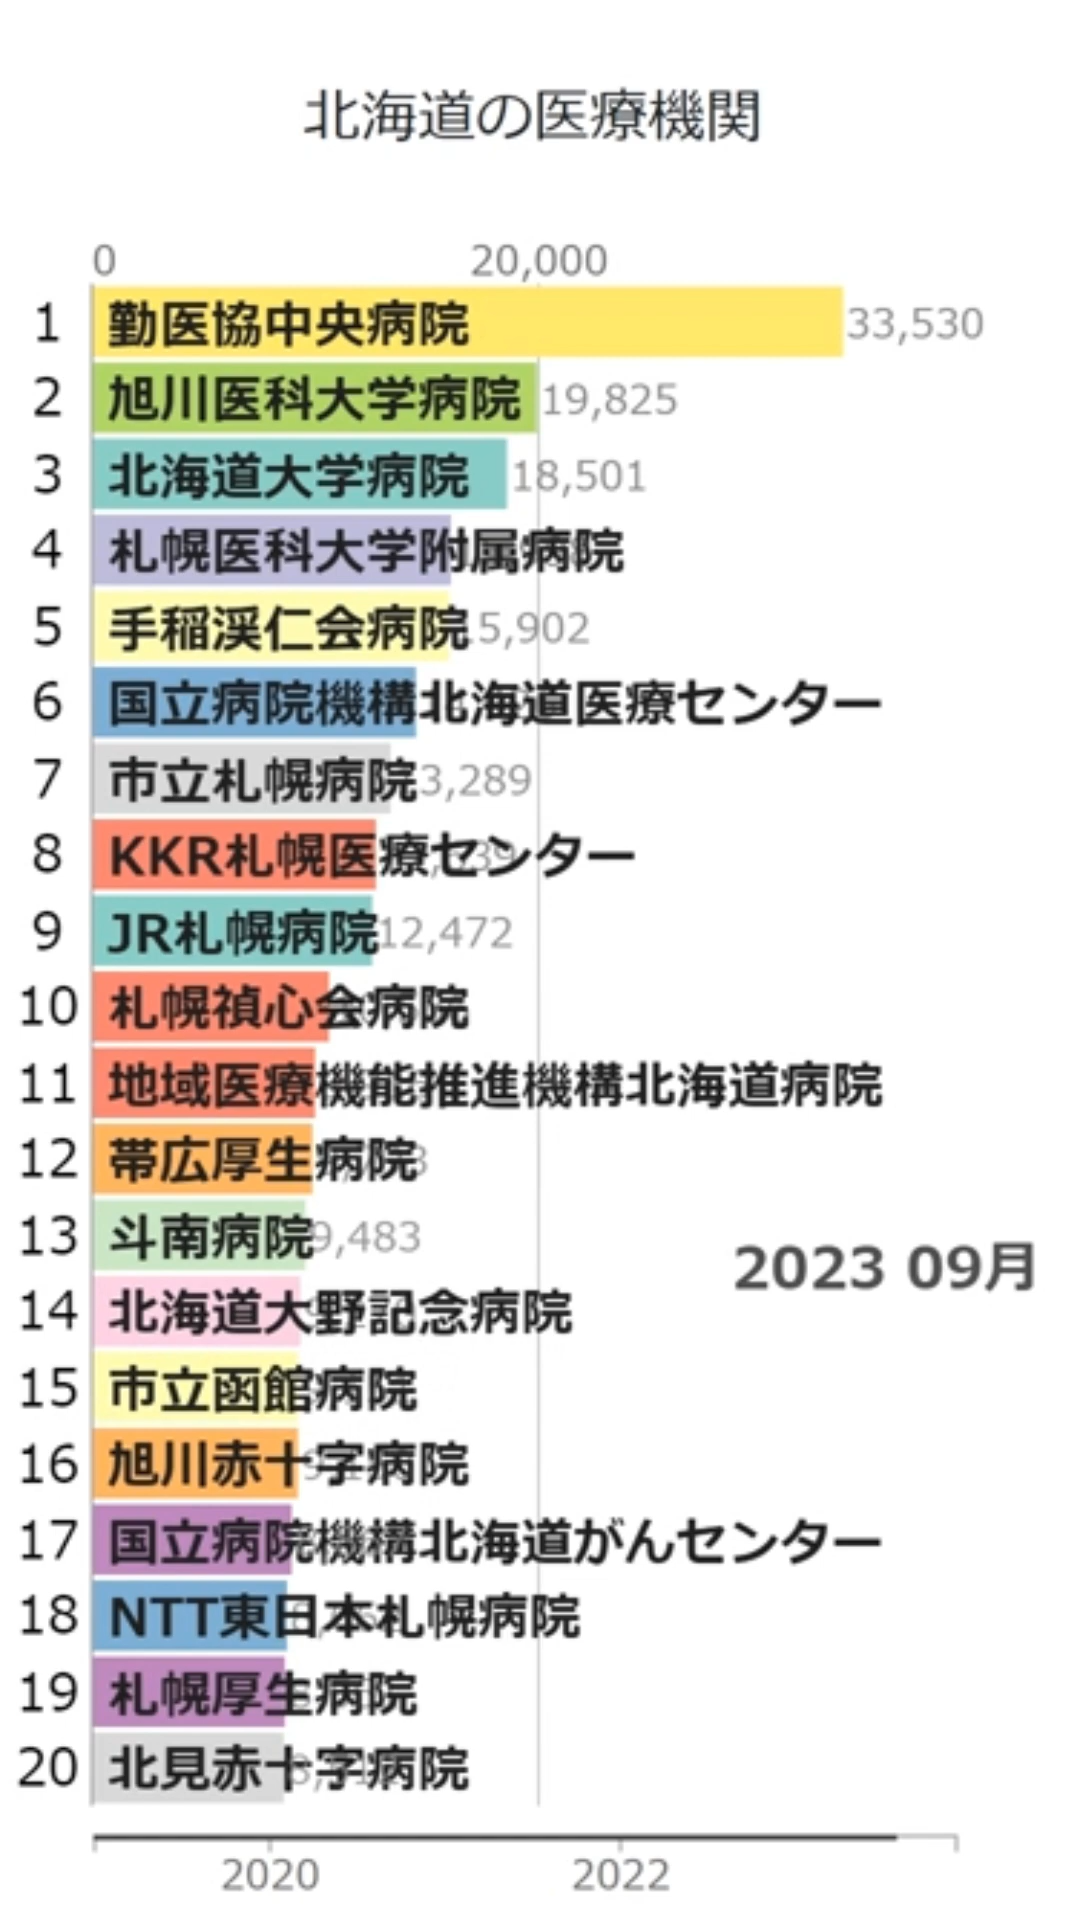 北海道の医療機関
0 20,000
1 勤医協中央病院 33,530
2 旭川医科大学病院 19,825
3 北海道大学病院 18,501
4 札幌医科大学附属病院
5 手稲渓仁会病院 5,902
6 国立病院機構北海道医療センター
7 市立札幌病院 3,289
8 KKR札幌医療センター
9 JR札幌病院 12,472
10 札幌禎心会病院
11 地域医療機能推進機構北海道病院
12 帯広厚生病院
13 斗南病院 9,483
14 北海道大野記念病院
15 市立函館病院
16 旭川赤十字病院
17 国立病院機構北海道がんセンター
18 NTT東日本札幌病院
19 札幌厚生病院
20 北見赤十字病院
2023 09月
2020 2022